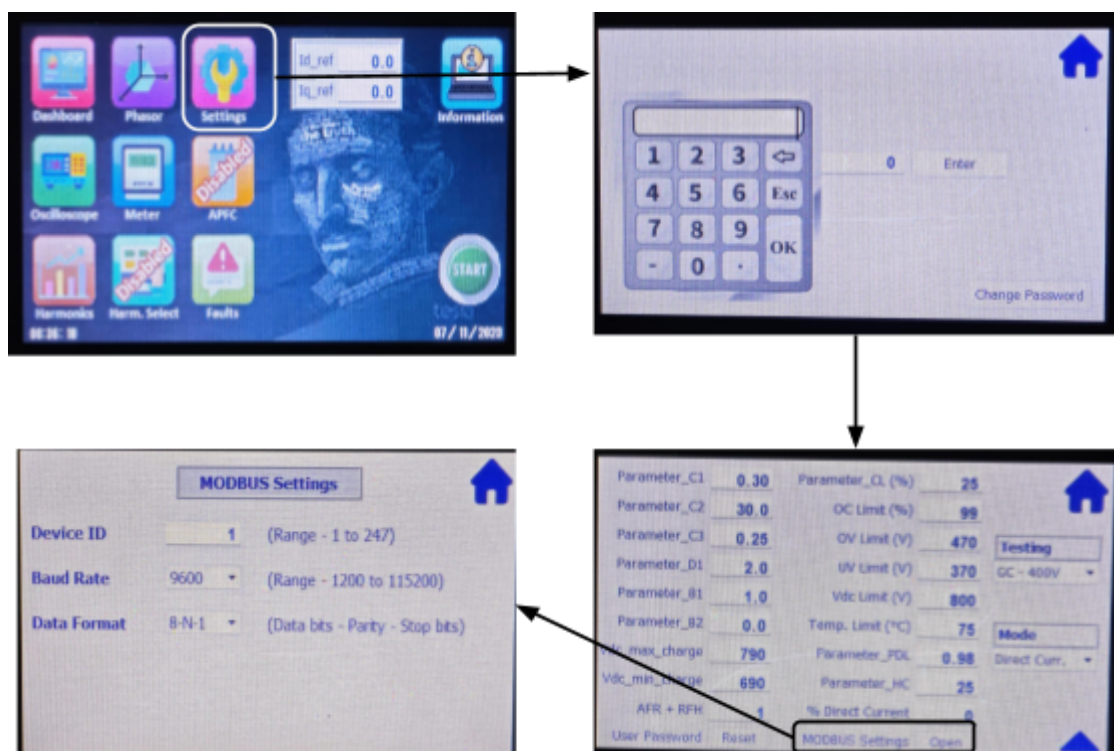 Id_ref 0.0
Iq_ref 0.0
Dashboard Phasor Settings Information
the truth
Disabled
Oscilloscope Meter APFC
Disabled
START
Harmonics Harm. Select Faults
tesla
07/11/2020
0 Enter
1 2 3
4 5 6 Esc
7 8 9
OK
- 0 .
Change Password
MODBUS Settings
Device ID 1 (Range - 1 to 247)
Baud Rate 9600 (Range - 1200 to 115200)
Data Format 8-N-1 (Data bits - Parity - Stop bits)
Parameter_C1 0.30 Parameter_CL (%) 25
Parameter_C2 30.0 OC Limit (%) 99
Parameter_C3 0.25 OV Limit (V) 470 Testing
Parameter_D1 2.0 UV Limit (V) 370 GC - 400V
Parameter_B1 1.0 Vdc Limit (V) 800
Parameter_B2 0.0 Temp. Limit (°C) 75 Mode
Vdc_max_charge 790 Parameter_PDL 0.98 Direct Curr.
Vdc_min_charge 690 Parameter_HC 25
AFR + RFH 1 % Direct Current 0
User Password Reset MODBUS Settings Open